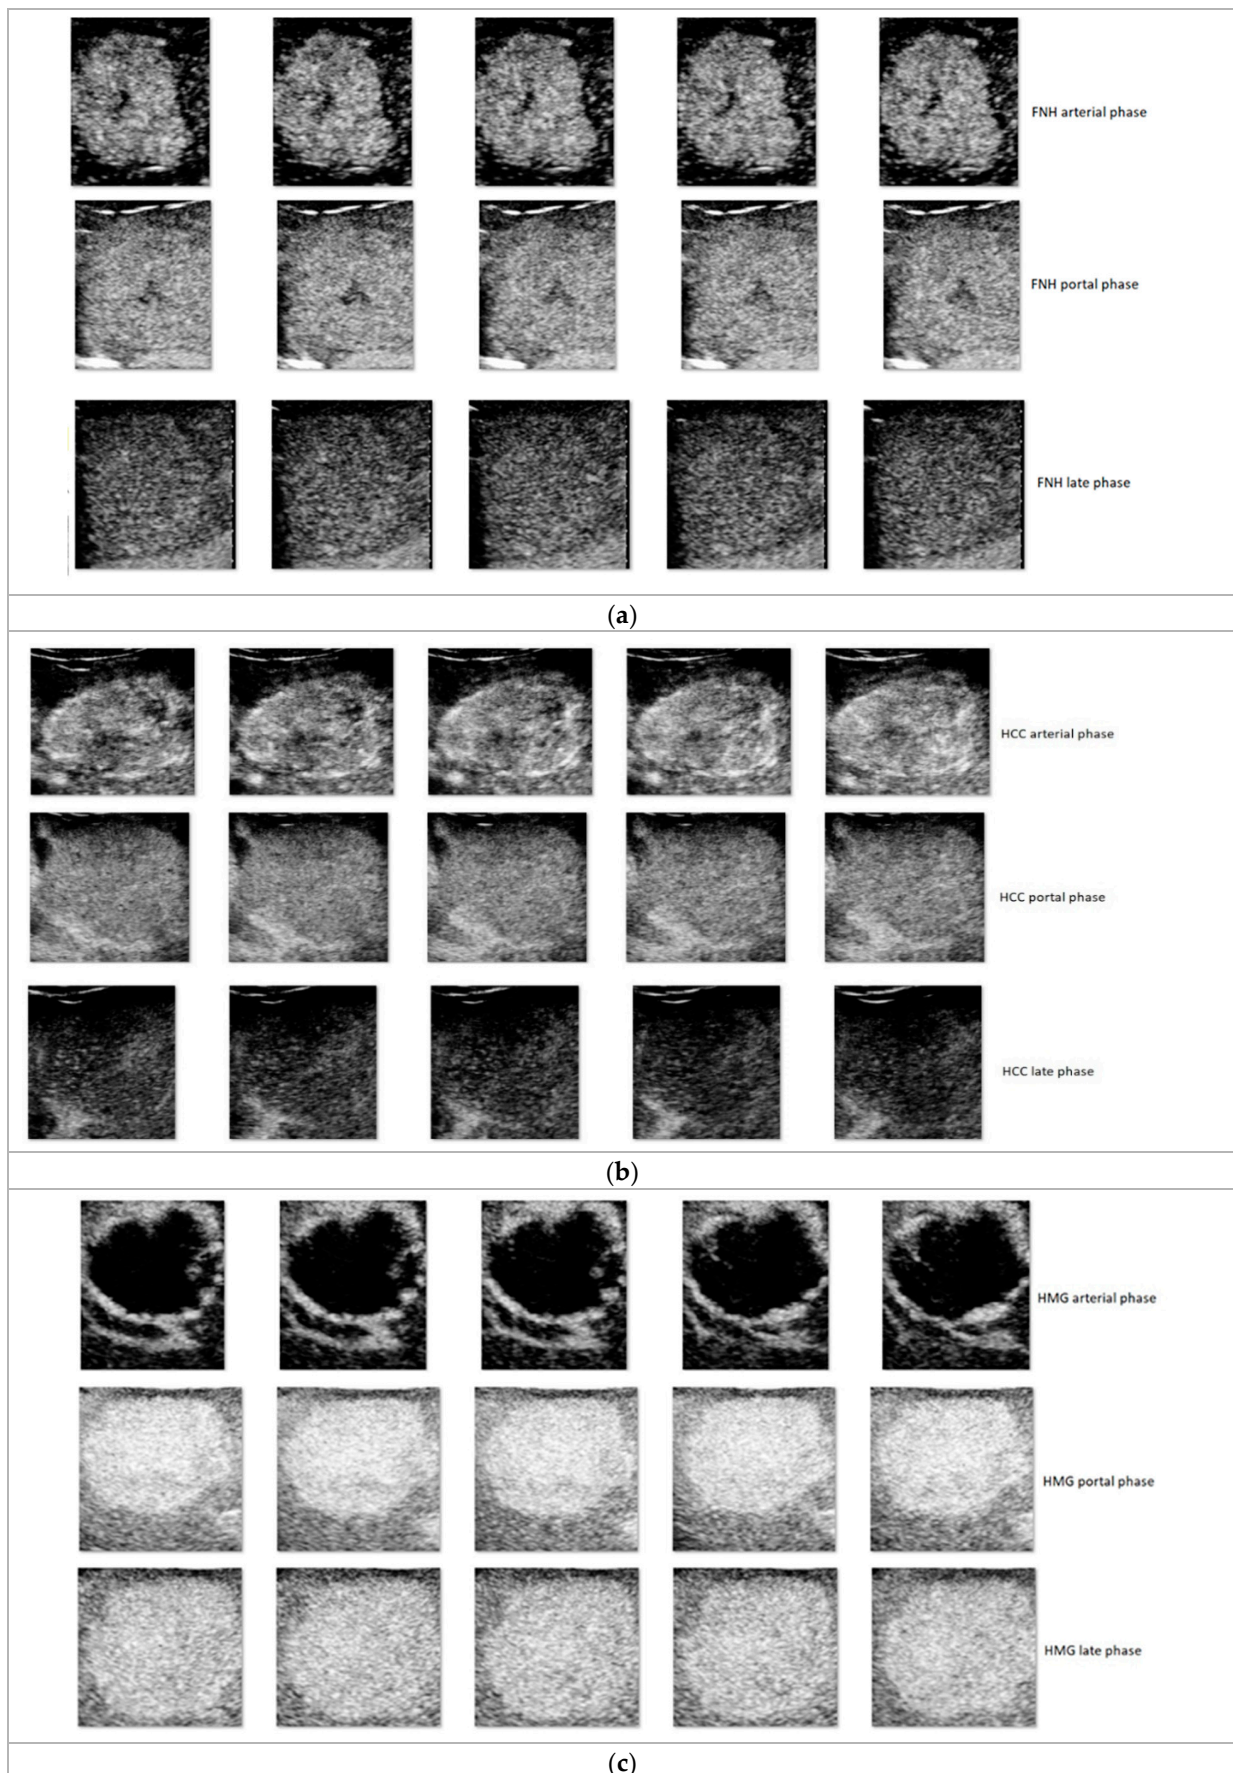 FNH arterial phase
FNH portal phase
FNH late phase
(a)
HCC arterial phase
HCC portal phase
HCC late phase
(b)
HMG arterial phase
HMG portal phase
HMG late phase
(c)